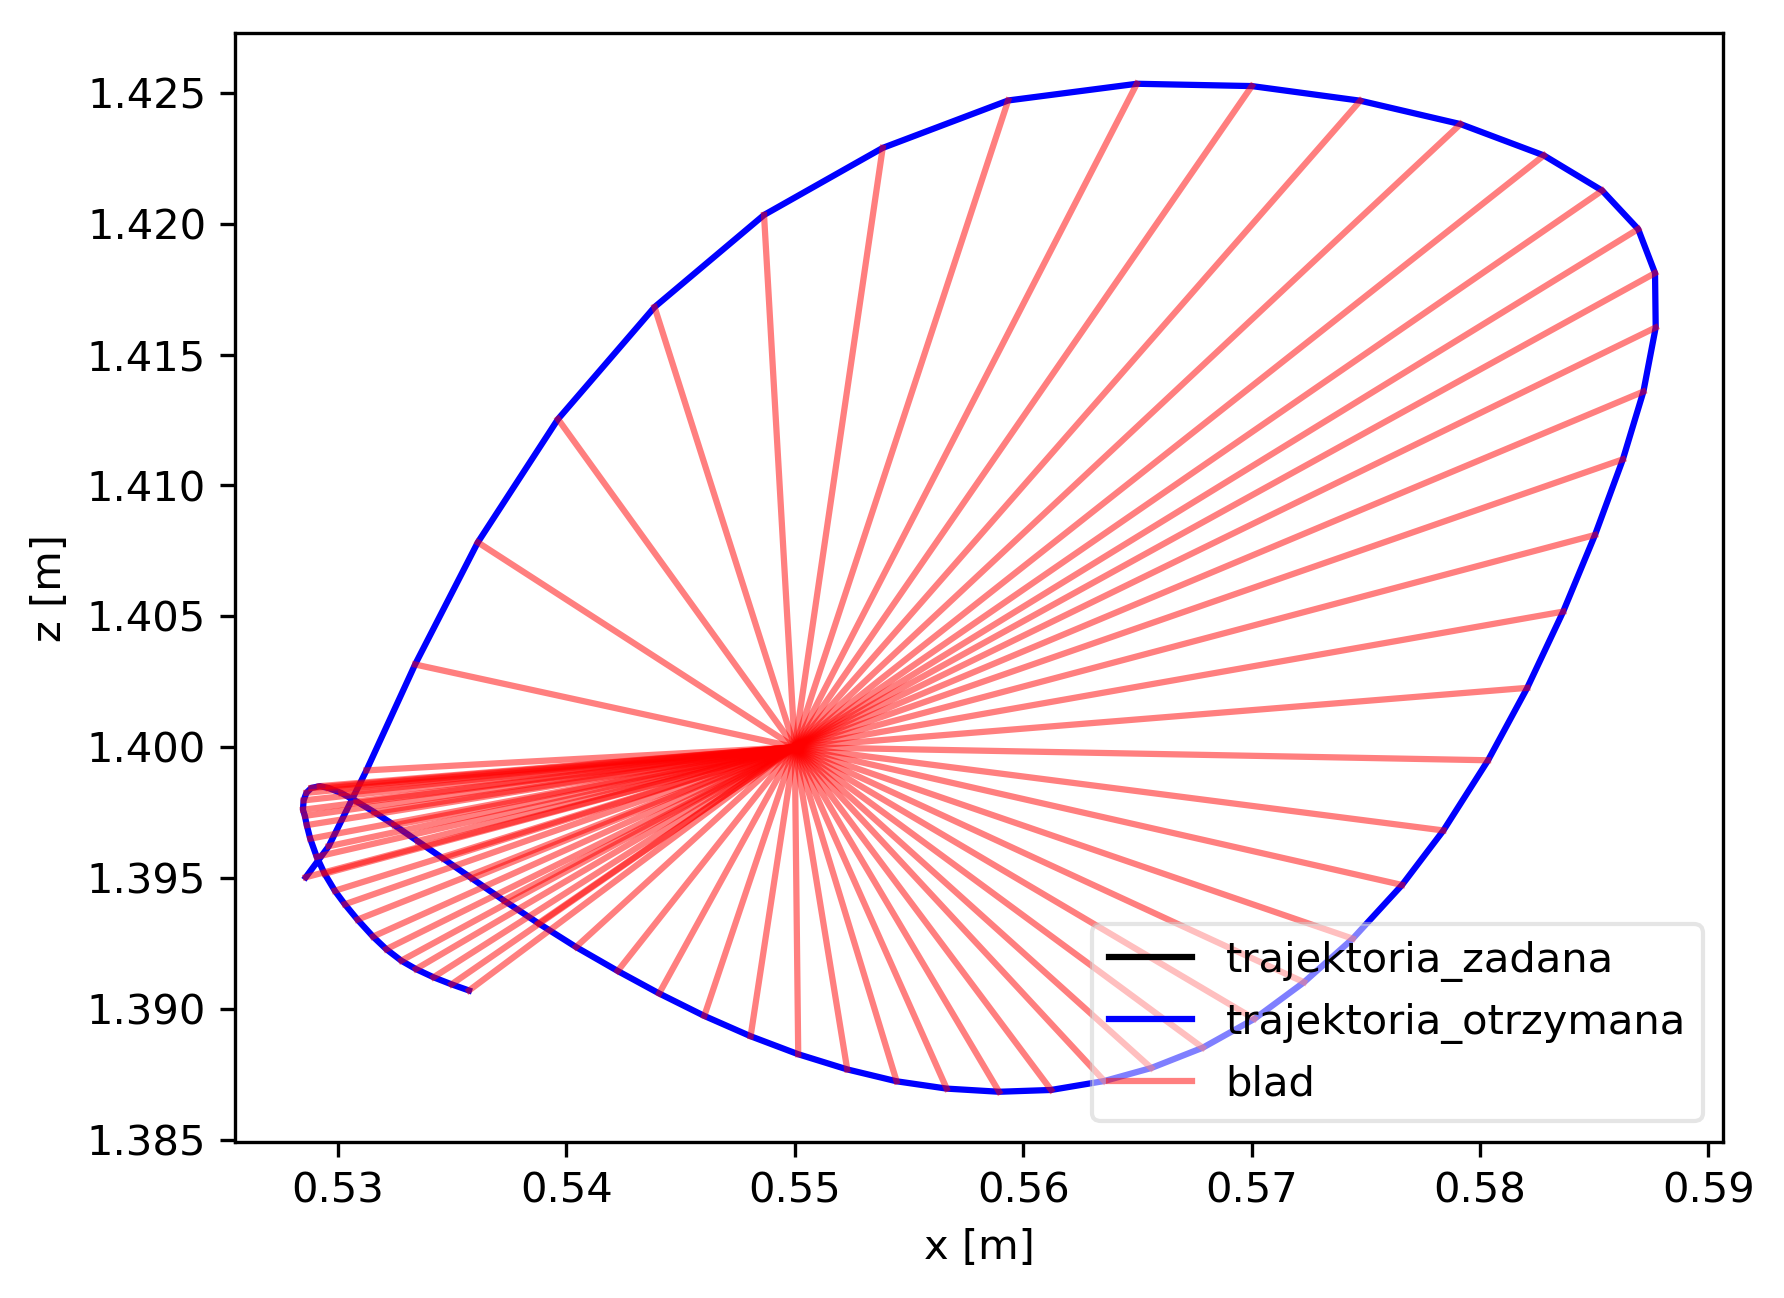 1.425
1.420
1.415
1.410
1.405
1.400
1.395
1.390
1.385
z [m]
trajektoria_zadana
trajektoria_otrzymana
blad
0.53 0.54 0.55 0.56 0.57 0.58 0.59
x [m]